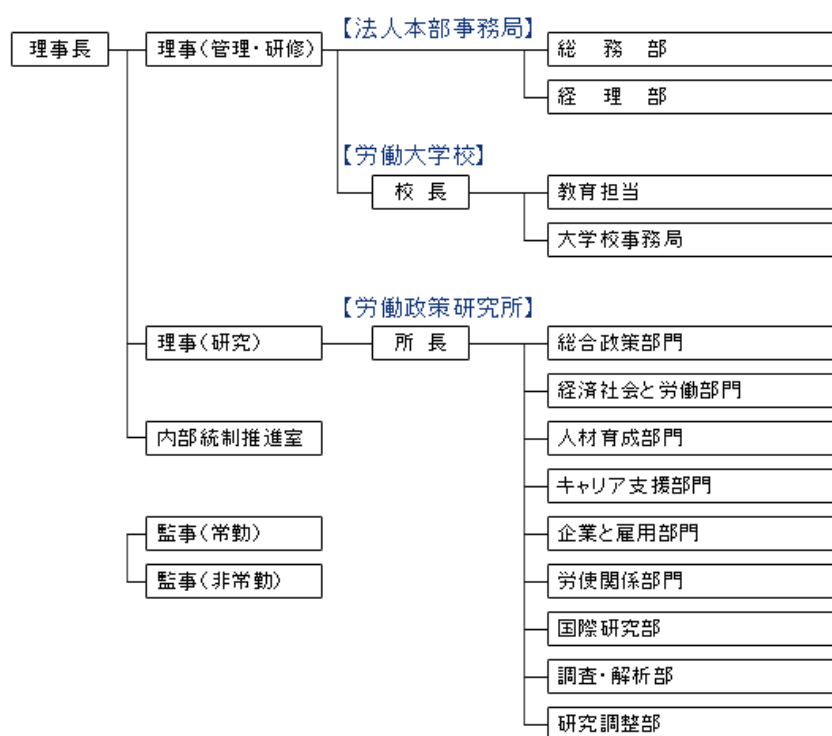 【法人本部事務局】
理事長
理事(管理・研修)
総務部
経理部
【労働大学校】
校長
教育担当
大学校事務局
【労働政策研究所】
理事(研究)
所長
総合政策部門
経済社会と労働部門
内部統制推進室
人材育成部門
キャリア支援部門
監事(常勤)
企業と雇用部門
監事(非常勤)
労使関係部門
国際研究部
調査・解析部
研究調整部